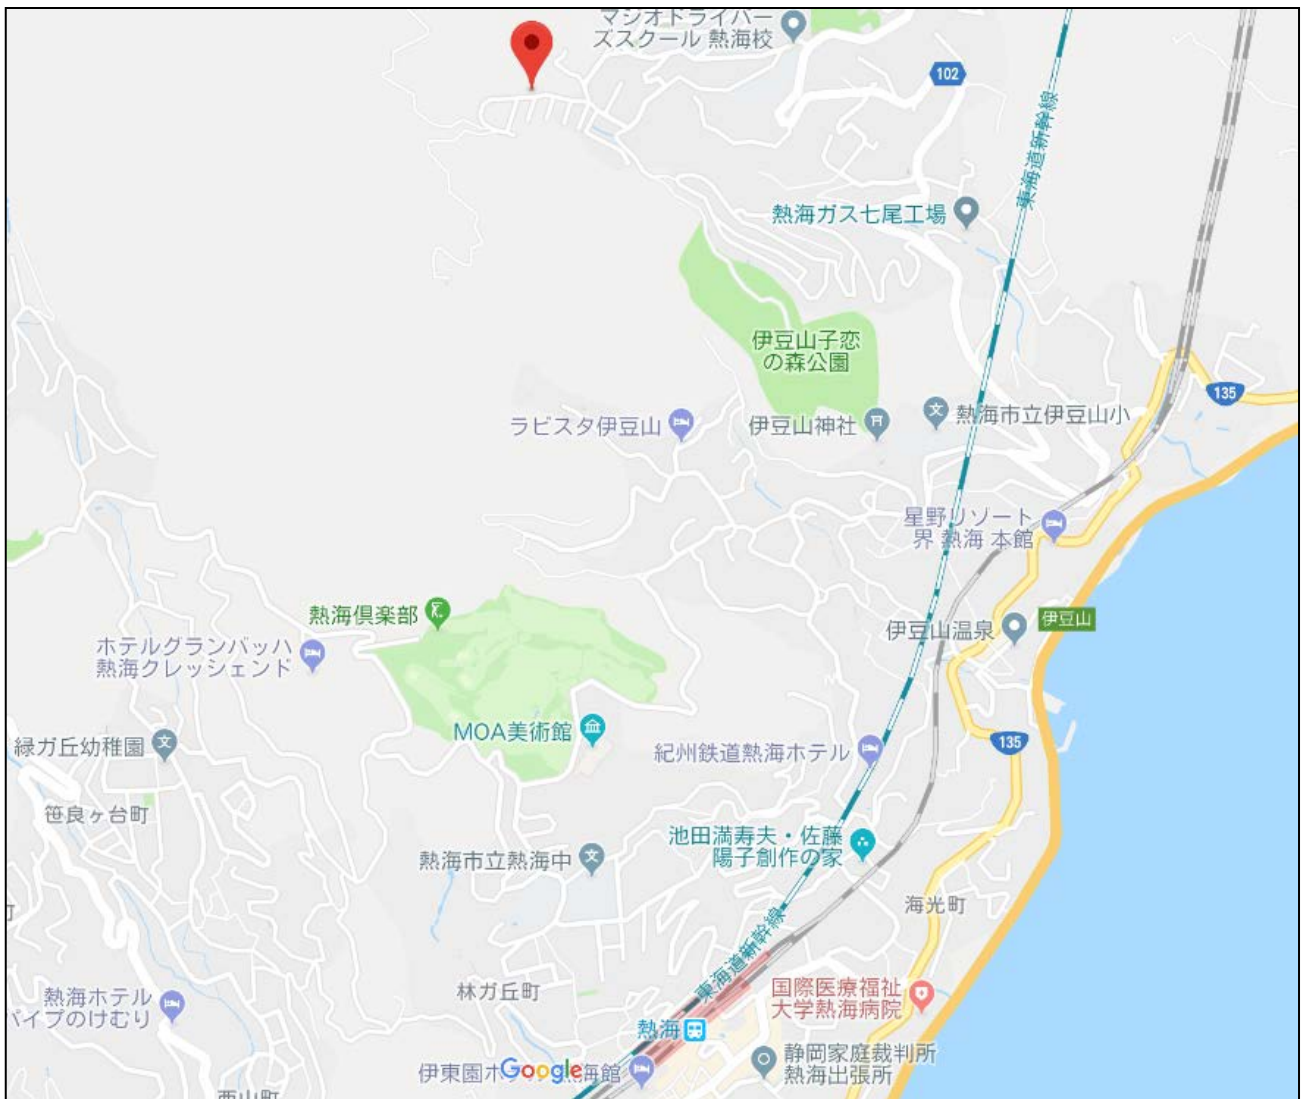 マジオドライバー
ズスクール 熱海校
102
東海道新幹線
熱海ガス七尾工場
伊豆山子恋
の森公園
135
ラビスタ伊豆山
伊豆山神社
熱海市立伊豆山小
星野リゾート
界 熱海 本館
熱海倶楽部
伊豆山温泉
伊豆山
ホテルグランバッハ
熱海クレッシェンド
MOA美術館
135
緑ガ丘幼稚園
紀州鉄道熱海ホテル
笹良ヶ台町
池田満寿夫・佐藤
陽子創作の家
熱海市立熱海中
海光町
東海道新幹線
林ガ丘町
国際医療福祉
大学熱海病院
熱海ホテル
パイプのけむり
熱海
静岡家庭裁判所
熱海出張所
伊東園ホ
Google
海館
西山町